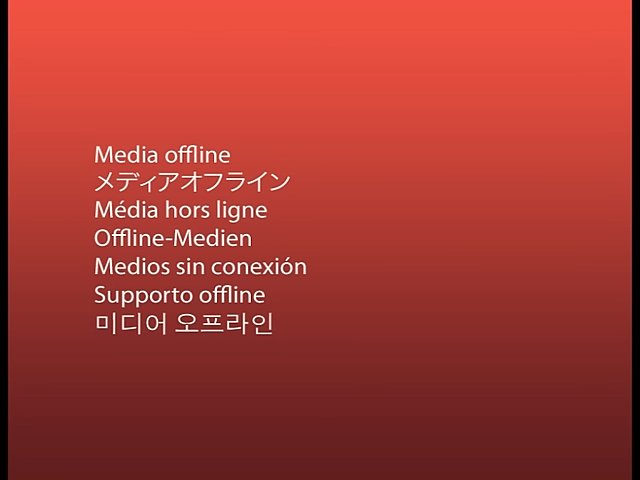 Media offline
メディアオフライン
Média hors ligne
Offline-Medien
Medios sin conexión
Supporto offline
미디어 오프라인